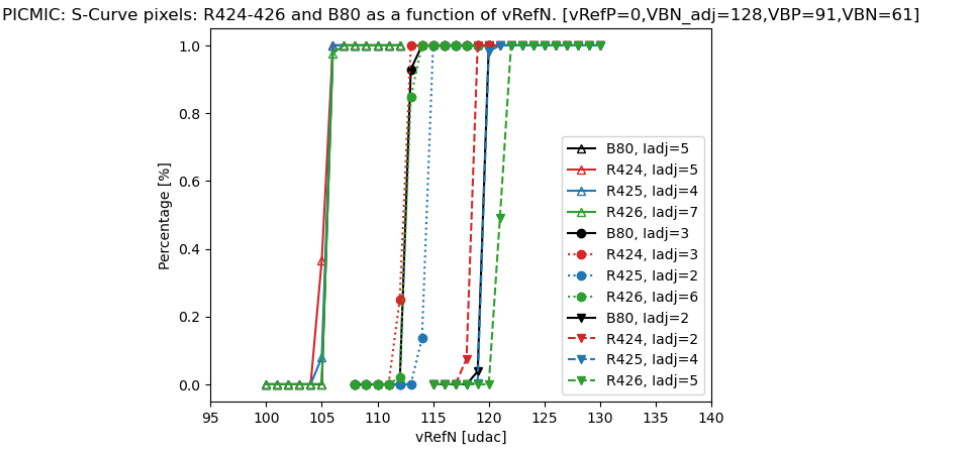 PICMIC: S-Curve pixels: R424-426 and B80 as a function of vRefN. [vRefP=0,VBN_adj=128,VBP=91,VBN=61]
1.0
0.8
0.6
0.4
0.2
0.0
Percentage [%]
B80, Iadj=5
R424, Iadj=5
R425, Iadj=4
R426, Iadj=7
B80, Iadj=3
R424, Iadj=3
R425, Iadj=2
R426, Iadj=6
B80, Iadj=2
R424, Iadj=2
R425, Iadj=4
R426, Iadj=5
95 100 105 110 115 120 125 130 135 140
vRefN [udac]